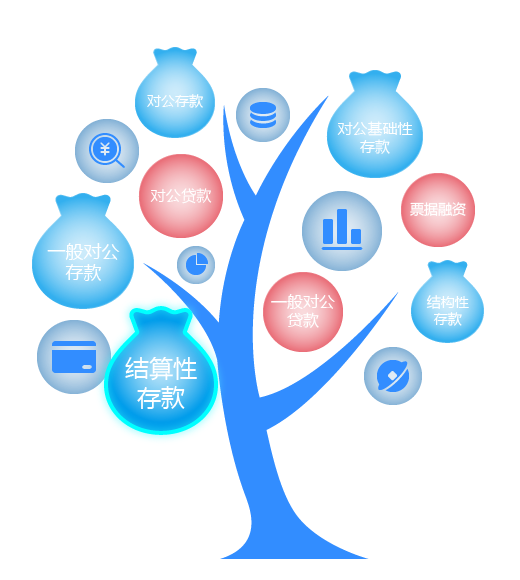 对公存款
对公基础性
存款
对公贷款
票据融资
一般对公
存款
一般对公
贷款
结构性
存款
结算性
存款